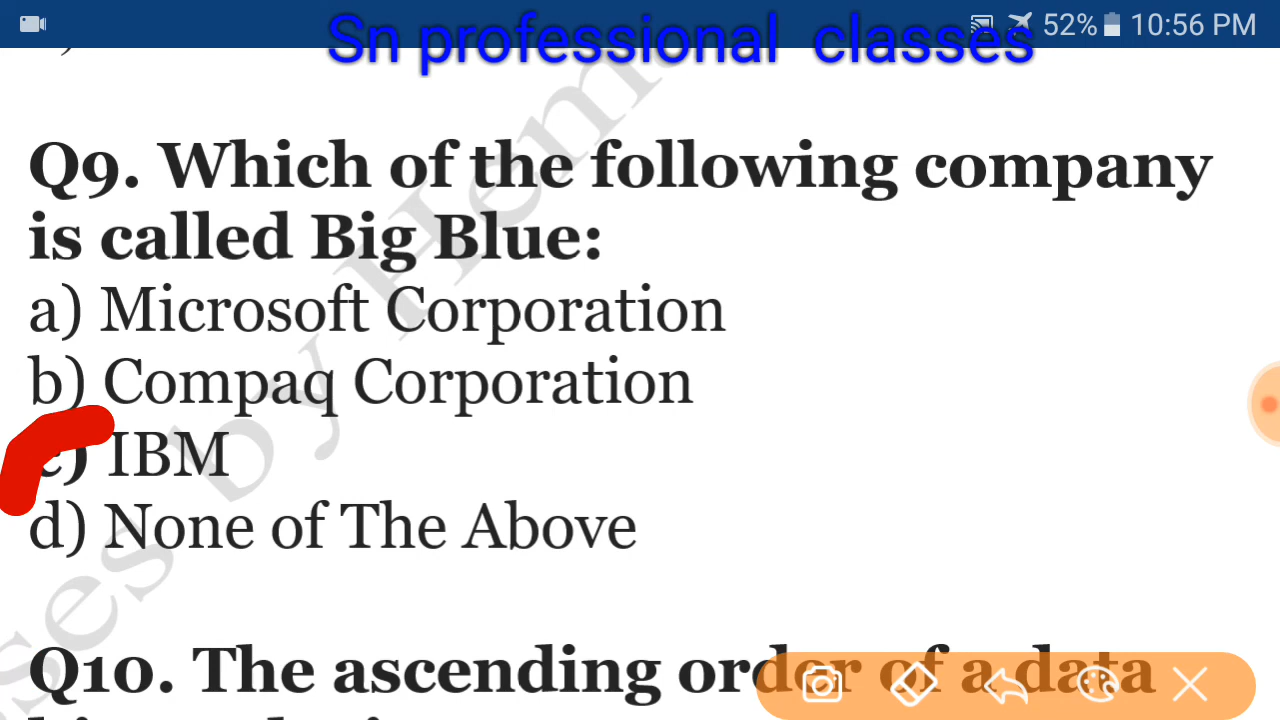 Sn professional classes
52% 10:56 PM
Q9. Which of the following company
is called Big Blue:
a) Microsoft Corporation
b) Compaq Corporation
c) IBM
d) None of The Above
Q10. The ascending order of a data